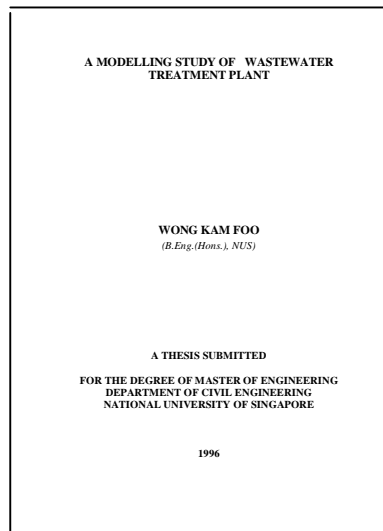 A MODELLING STUDY OF WASTEWATER
TREATMENT PLANT
WONG KAM FOO
(B.Eng.(Hons.), NUS)
A THESIS SUBMITTED
FOR THE DEGREE OF MASTER OF ENGINEERING
DEPARTMENT OF CIVIL ENGINEERING
NATIONAL UNIVERSITY OF SINGAPORE
1996